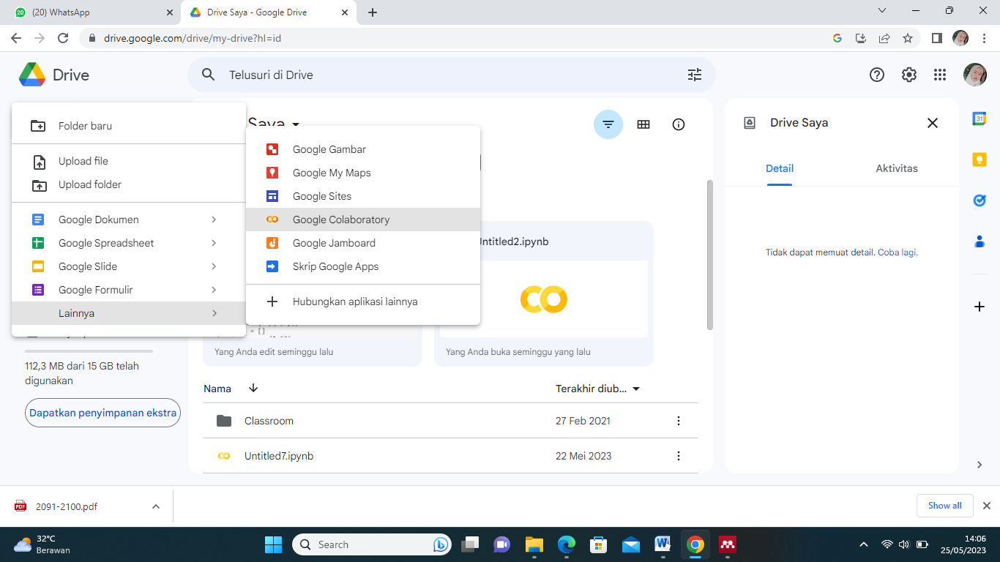 (20) WhatsApp
Drive Saya - Google Drive
drive.google.com/drive/my-drive?hl=id
Drive
Telusuri di Drive
Folder baru
Upload file
Upload folder
Google Dokumen
Google Spreadsheet
Google Slide
Google Formulir
Lainnya
Saya
Google Gambar
Google My Maps
Google Sites
Google Colaboratory
Google Jamboard
Skrip Google Apps
Hubungkan aplikasi lainnya
Untitled2.ipynb
= []
Yang Anda edit seminggu lalu
Yang Anda buka seminggu yang lalu
112,3 MB dari 15 GB telah
digunakan
Dapatkan penyimpanan ekstra
Nama
Terakhir diub...
Classroom
27 Feb 2021
Untitled7.ipynb
22 Mei 2023
Drive Saya
Detail
Aktivitas
Tidak dapat memuat detail. Coba lagi.
31
PDF
2091-2100.pdf
Show all
32°C
Berawan
Search
14:06
25/05/2023